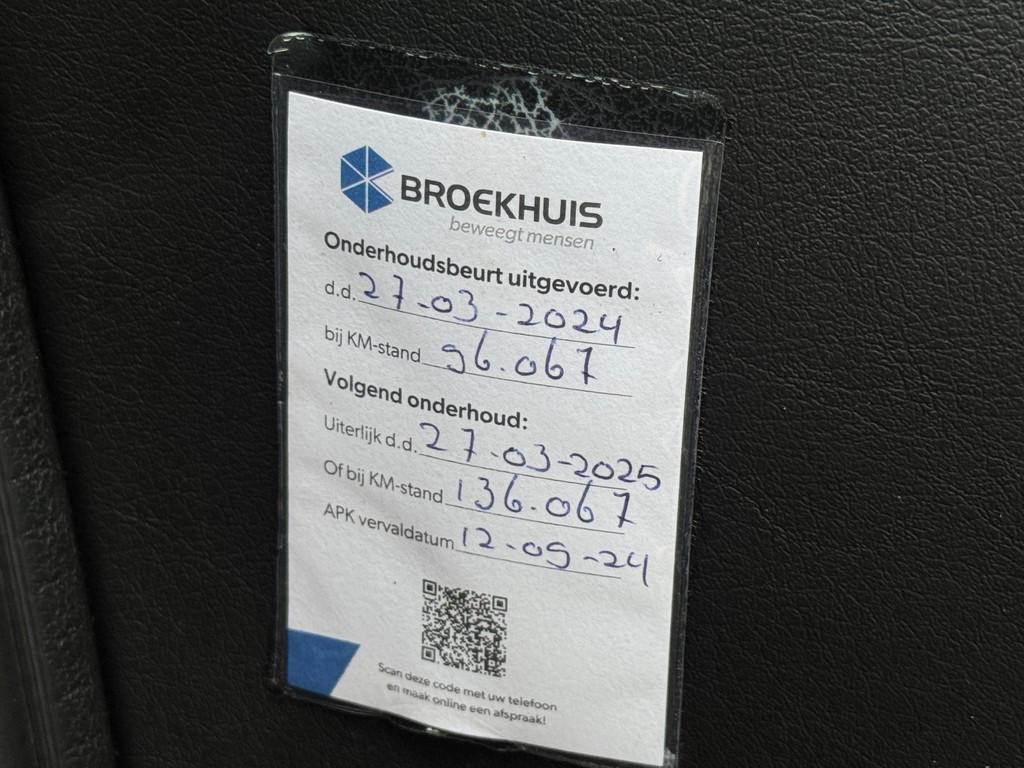 BROEKHUIS
beweegt mensen
Onderhoudsbeurt uitgevoerd:
d.d. 27-03-2024
bij KM-stand 96.067
Volgend onderhoud:
Uiterlijk d.d. 27-03-2025
Of bij KM-stand 136.067
APK vervaldatum 12-09-24
Scan deze code met uw telefoon
en maak online een afspraak!